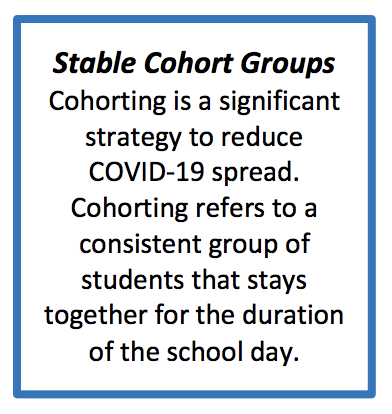 Stable Cohort Groups
Cohorting is a significant
strategy to reduce
COVID-19 spread.
Cohorting refers to a
consistent group of
students that stays
together for the duration
of the school day.